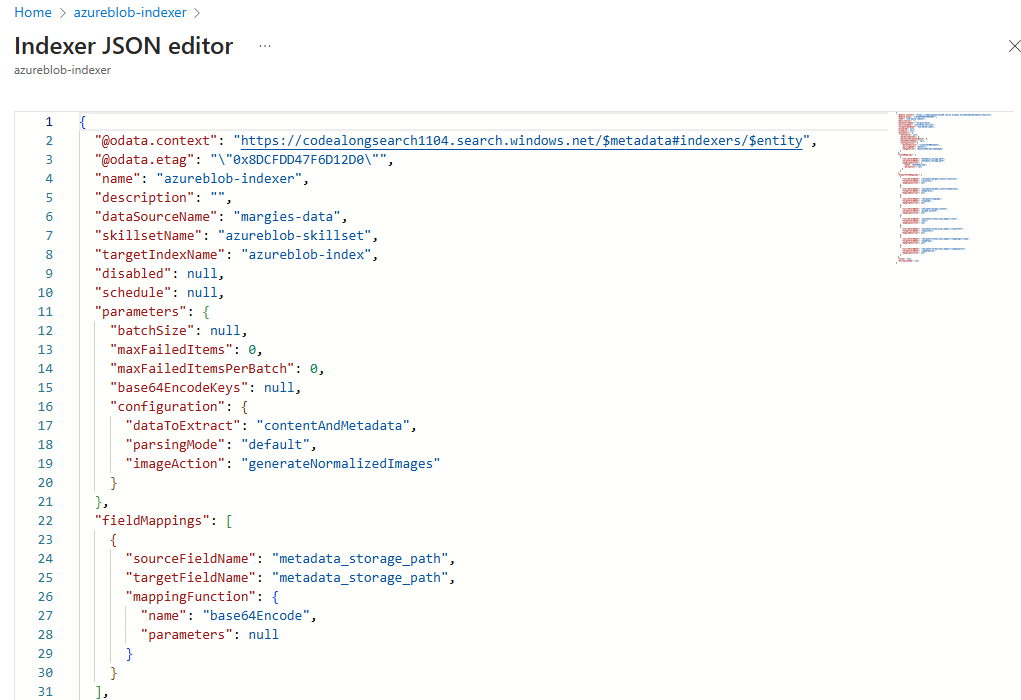 Home > azureblob-indexer >
Indexer JSON editor ...
azureblob-indexer
1 {
2 "@odata.context": "https://codealongsearch1104.search.windows.net/$metadata#indexers/$entity",
3 "@odata.etag": "\"0x8DCFDD47F6D12D0\"",
4 "name": "azureblob-indexer",
5 "description": "",
6 "dataSourceName": "margies-data",
7 "skillsetName": "azureblob-skillset",
8 "targetIndexName": "azureblob-index",
9 "disabled": null,
10 "schedule": null,
11 "parameters": {
12 "batchSize": null,
13 "maxFailedItems": 0,
14 "maxFailedItemsPerBatch": 0,
15 "base64EncodeKeys": null,
16 "configuration": {
17 "dataToExtract": "contentAndMetadata",
18 "parsingMode": "default",
19 "imageAction": "generateNormalizedImages"
20 }
21 },
22 "fieldMappings": [
23 {
24 "sourceFieldName": "metadata_storage_path",
25 "targetFieldName": "metadata_storage_path",
26 "mappingFunction": {
27 "name": "base64Encode",
28 "parameters": null
29 }
30 }
31 ],